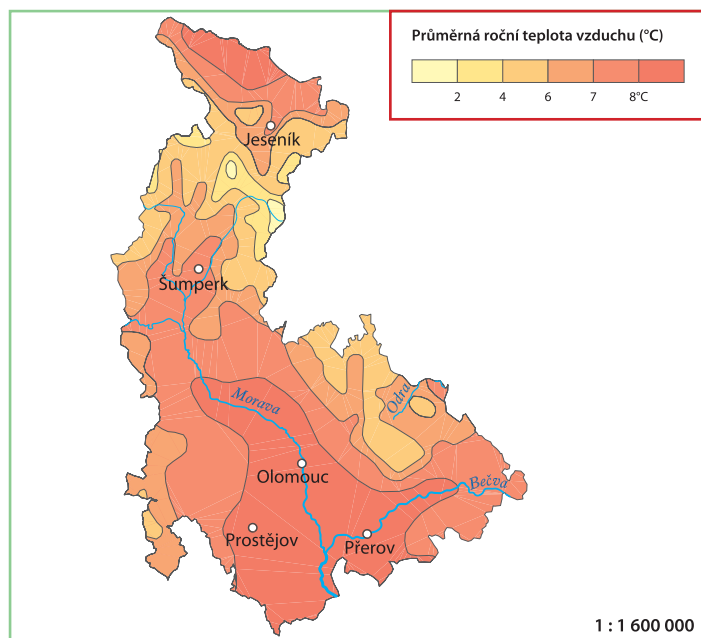 Průměrná roční teplota vzduchu (°C)
2 4 6 7 8°C
Jeseník
Šumperk
Morava
Odra
Olomouc
Bečva
Prostějov
Přerov
1 : 1 600 000